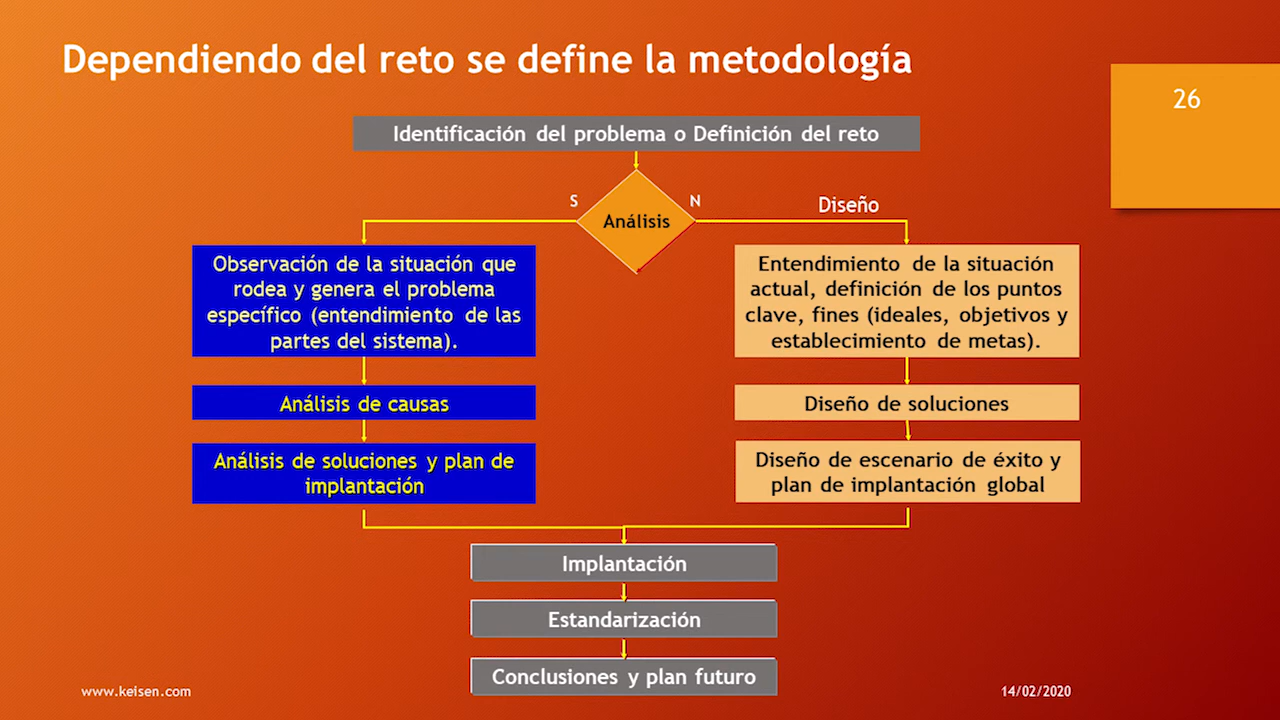 Dependiendo del reto se define la metodología
26
Identificación del problema o Definición del reto
S
N
Diseño
Análisis
Observación de la situación que
rodea y genera el problema
específico (entendimiento de las
partes del sistema).
Análisis de causas
Análisis de soluciones y plan de
implantación
Entendimiento de la situación
actual, definición de los puntos
clave, fines (ideales, objetivos y
establecimiento de metas).
Diseño de soluciones
Diseño de escenario de éxito y
plan de implantación global
Implantación
Estandarización
Conclusiones y plan futuro
www.keisen.com
14/02/2020